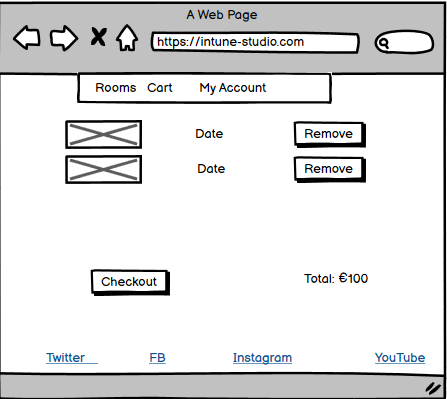 A Web Page
https://intune-studio.com
Rooms Cart My Account
Date Remove
Date Remove
Checkout Total: €100
Twitter FB Instagram YouTube